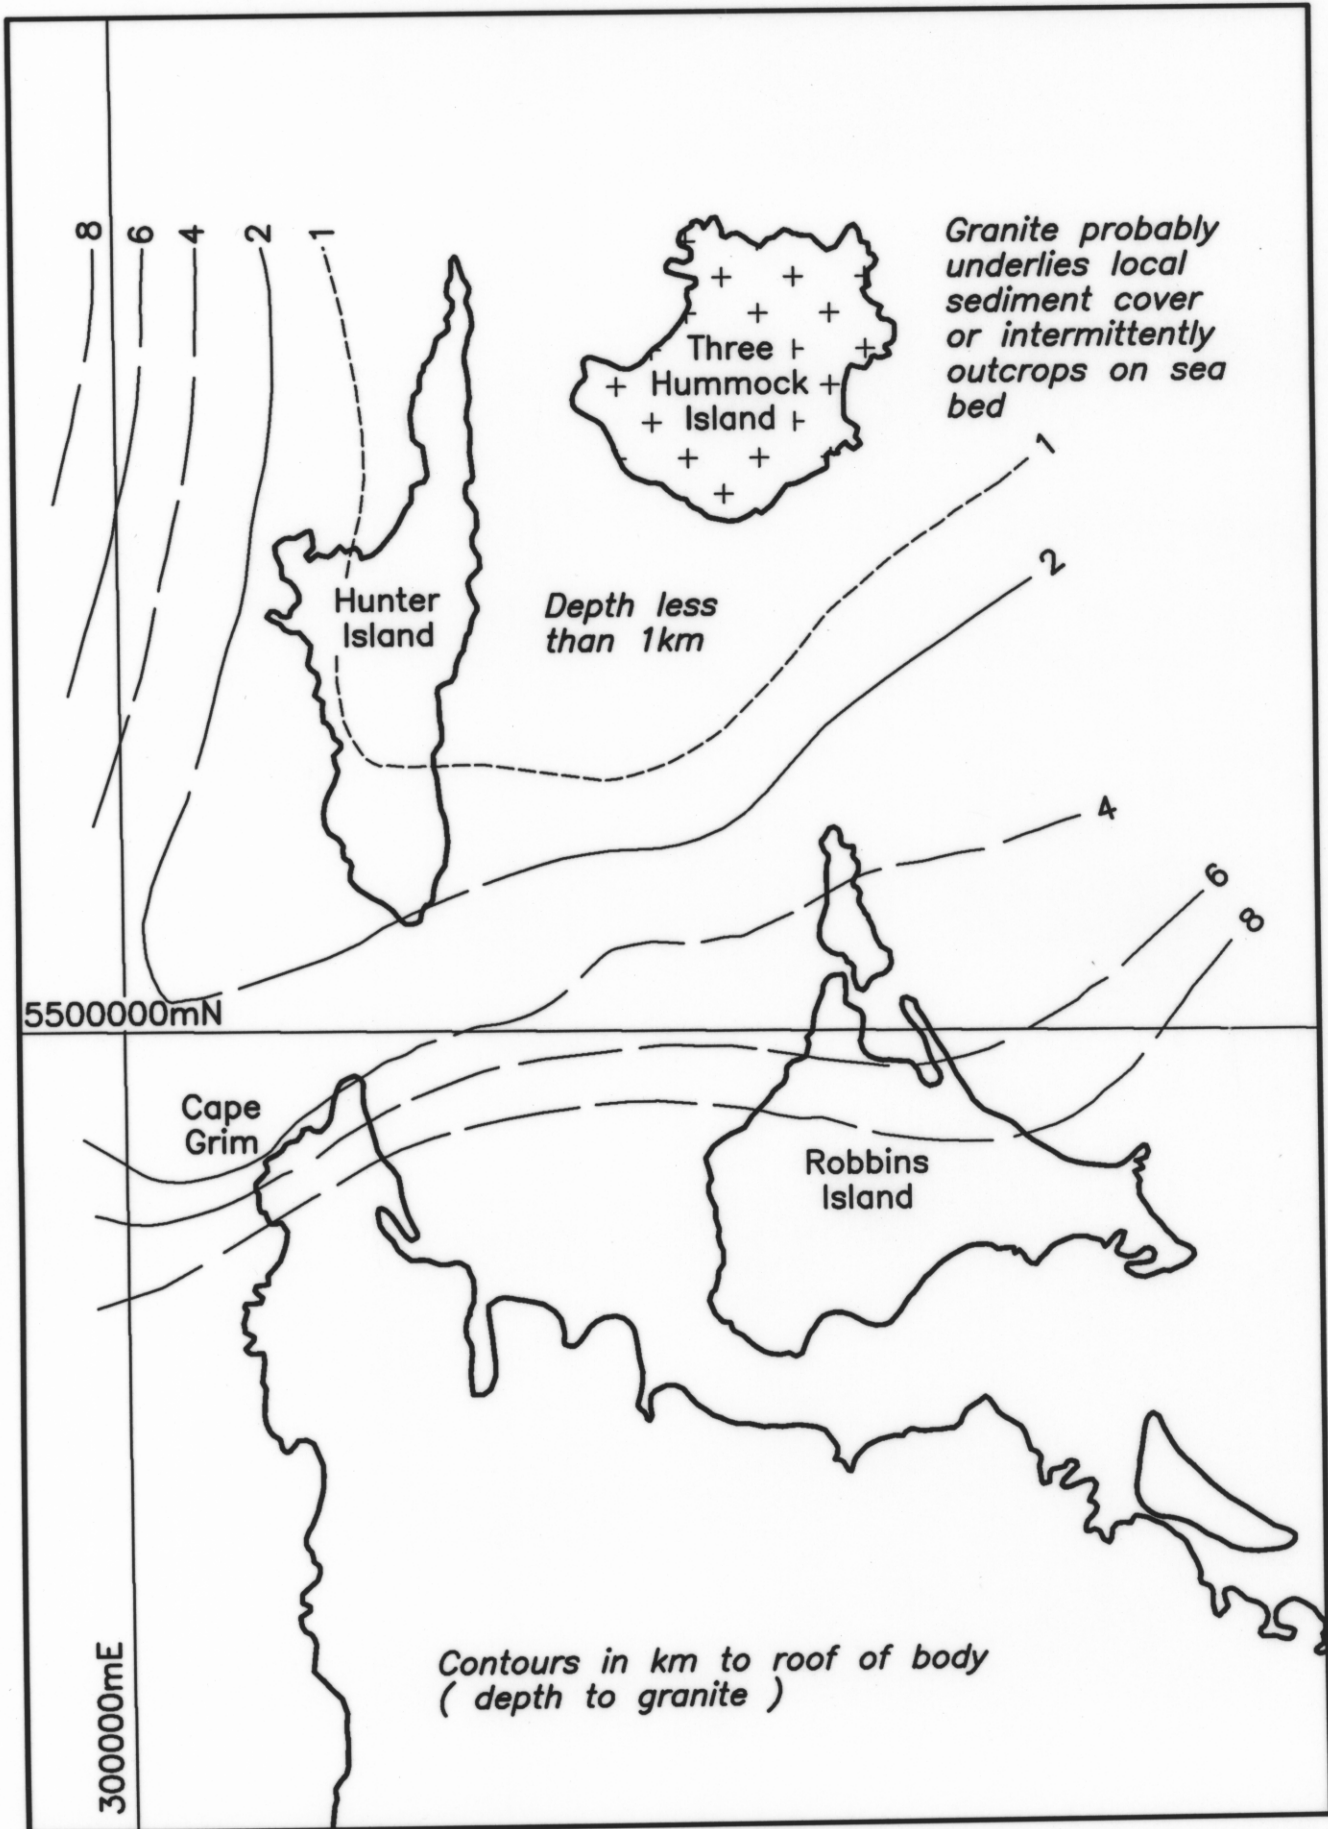 8
6
4
2
1
Granite probably
underlies local
sediment cover
or intermittently
outcrops on sea
bed
Three
Hummock
Island
1
2
Hunter
Island
Depth less
than 1km
4
6
8
5500000mN
Cape
Grim
Robbins
Island
Contours in km to roof of body
( depth to granite )
300000mE